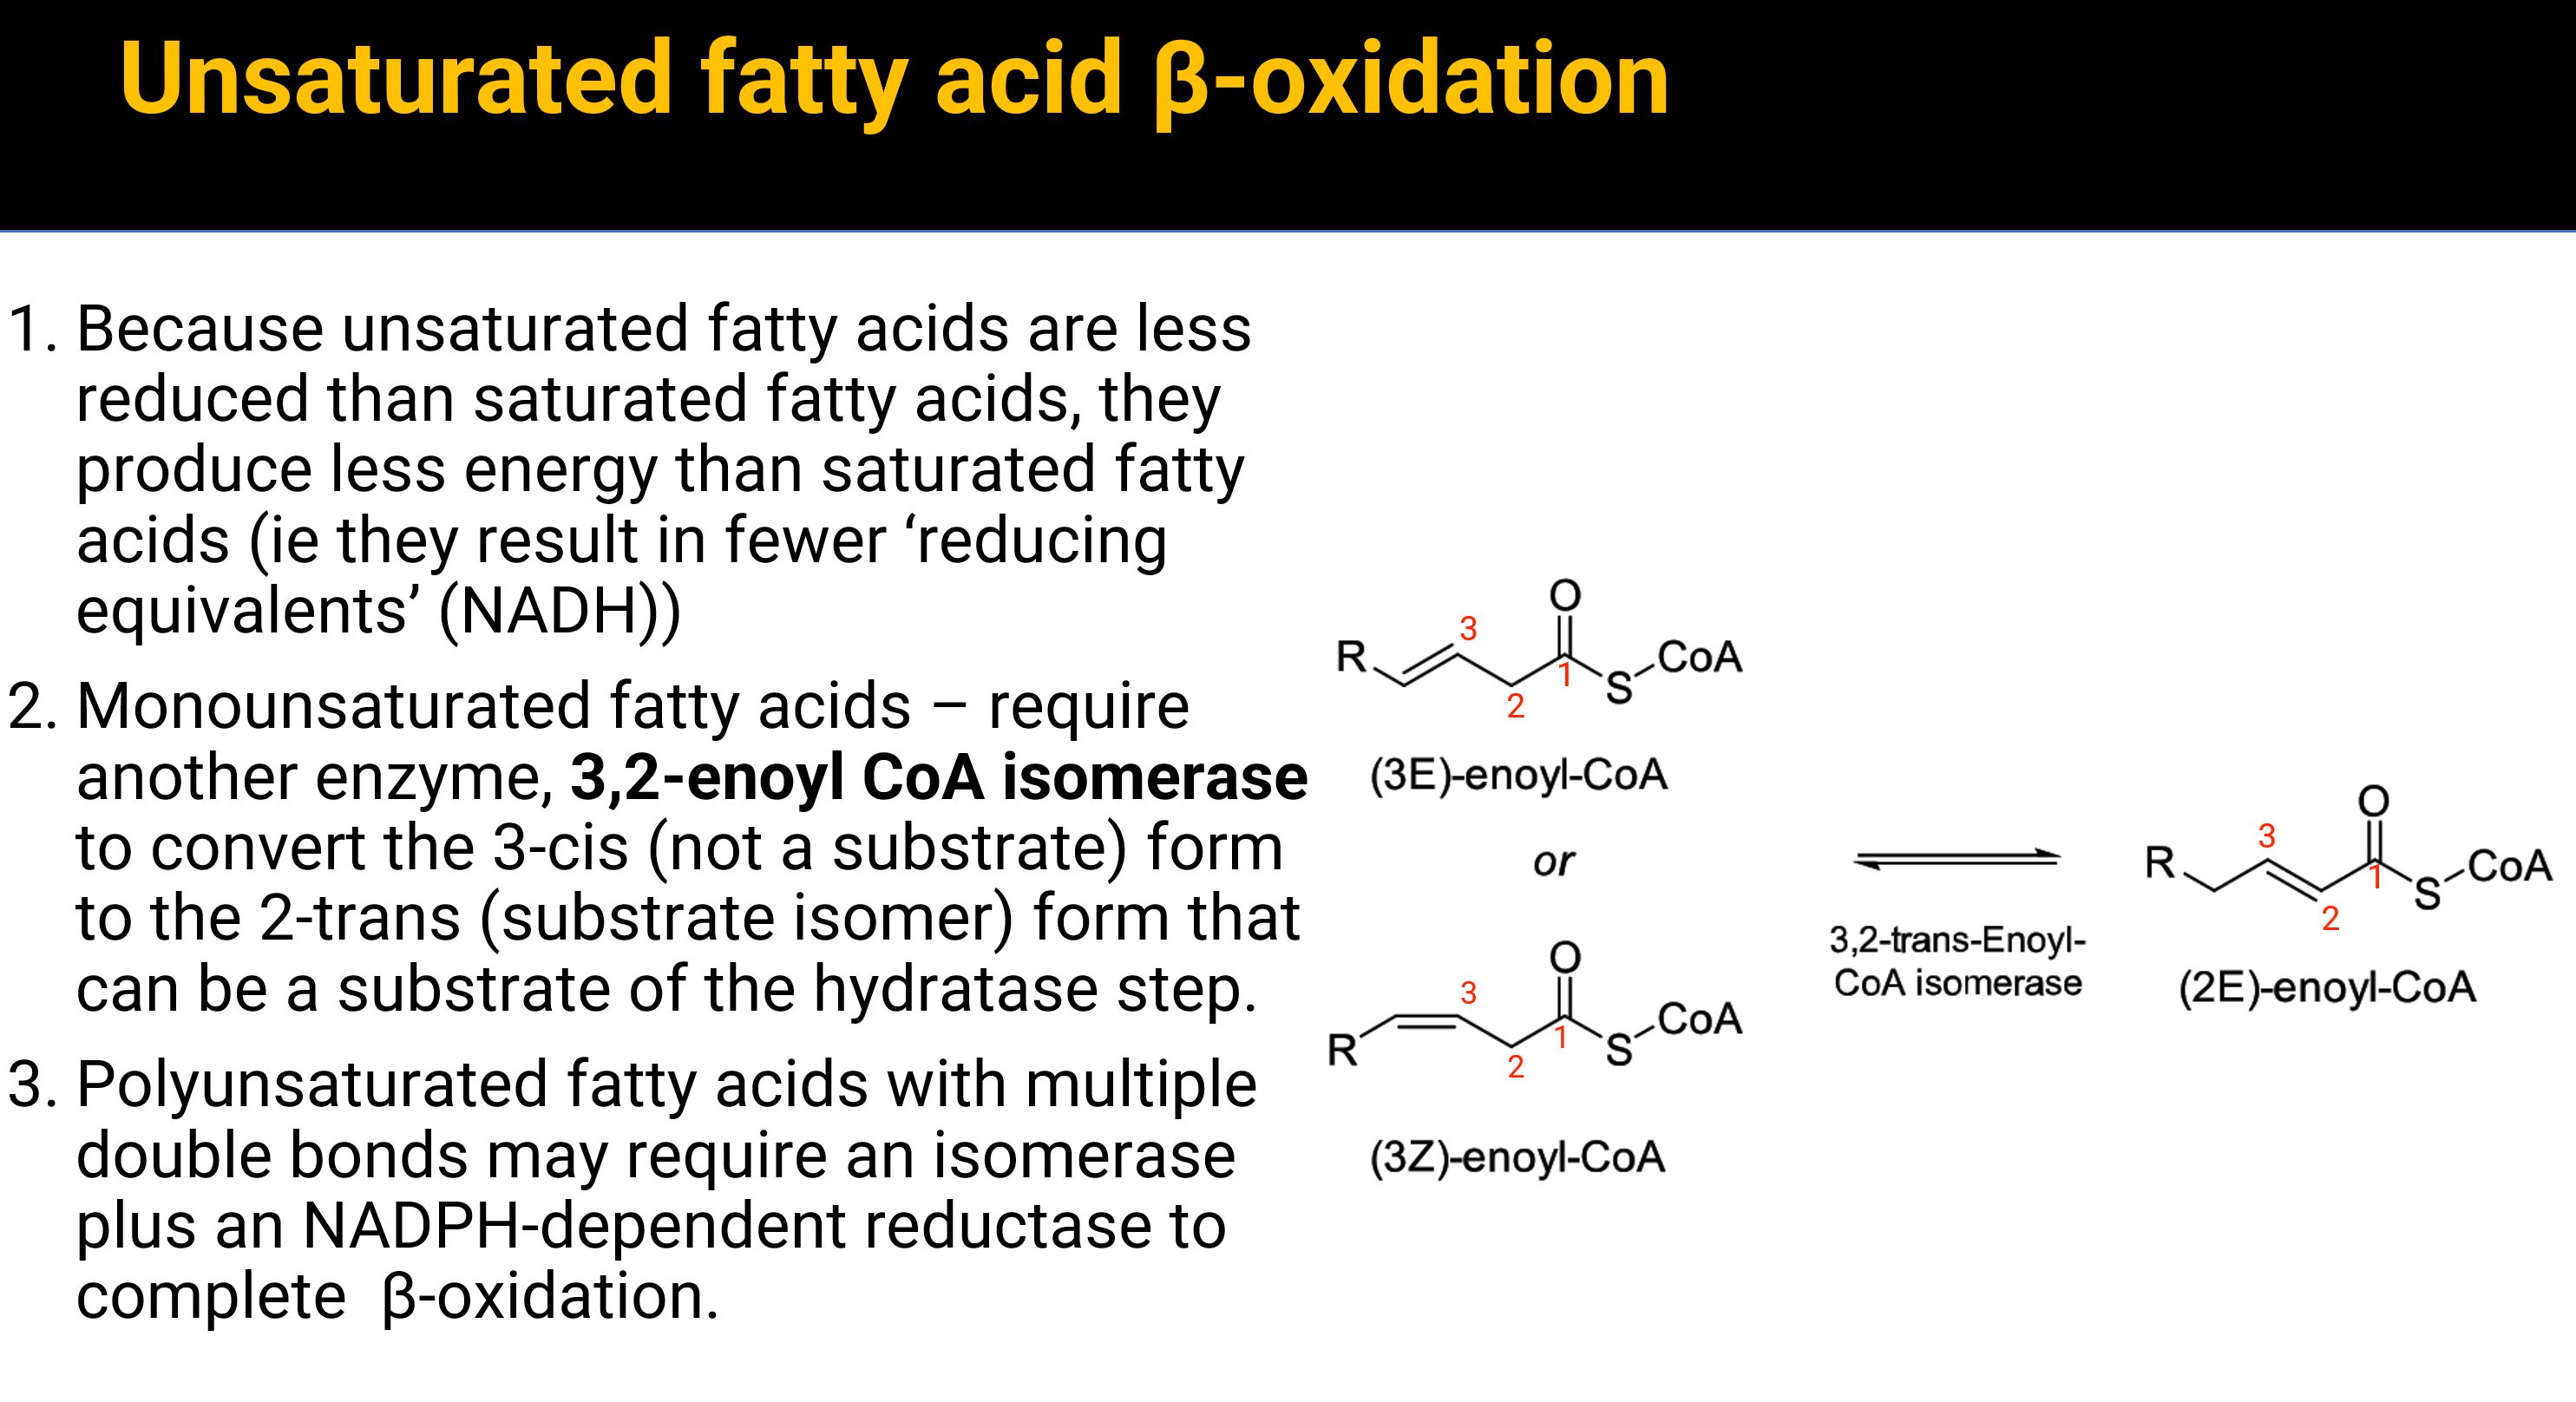 Unsaturated fatty acid β-oxidation
1. Because unsaturated fatty acids are less
reduced than saturated fatty acids, they
produce less energy than saturated fatty
acids (ie they result in fewer ‘reducing
equivalents’ (NADH))
2. Monounsaturated fatty acids – require
another enzyme, 3,2-enoyl CoA isomerase
to convert the 3-cis (not a substrate) form
to the 2-trans (substrate isomer) form that
can be a substrate of the hydratase step.
3. Polyunsaturated fatty acids with multiple
double bonds may require an isomerase
plus an NADPH-dependent reductase to
complete  β-oxidation.
O
3
R
CoA
1
S
2
(3E)-enoyl-CoA
or
O
3
CoA
1
R
S
2
(3Z)-enoyl-CoA
3,2-trans-Enoyl-
CoA isomerase
O
3
R
CoA
1
S
2
(2E)-enoyl-CoA